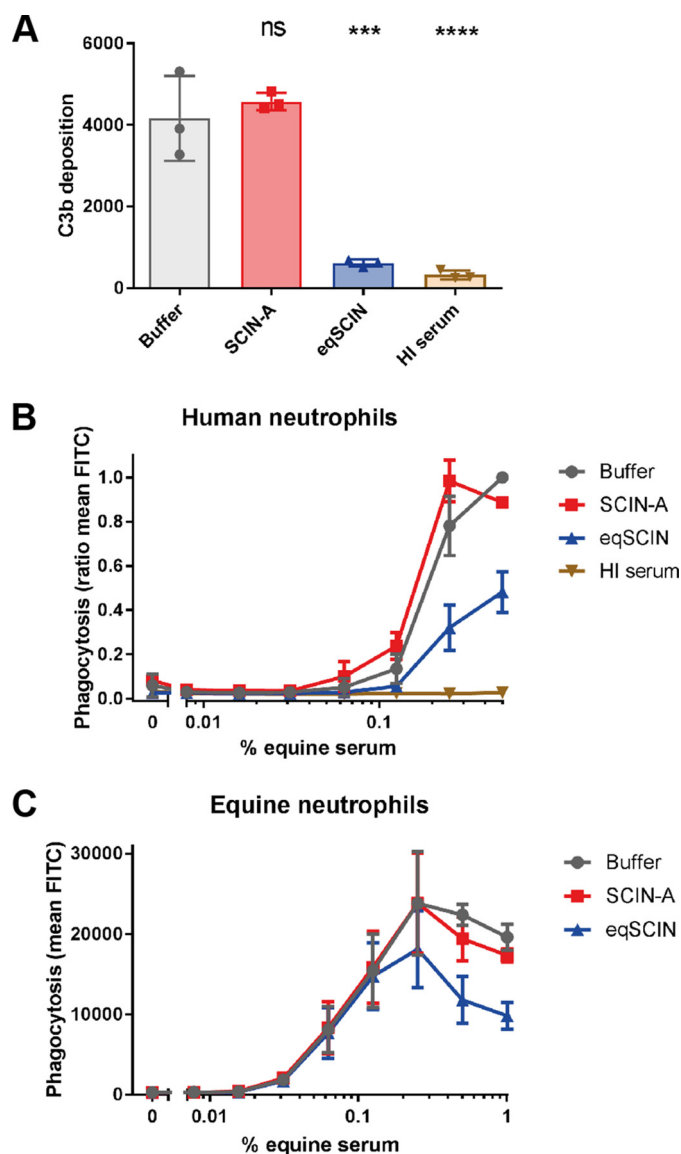 A
ns *** ****
6000
4000
2000
0
C3b deposition
Buffer
SCIN-A
eqSCIN
HI serum
B
Human neutrophils
1.0
0.8
0.6
0.4
0.2
0.0
Phagocytosis (ratio mean FITC)
0 0.01 0.1
% equine serum
Buffer
SCIN-A
eqSCIN
HI serum
C
Equine neutrophils
30000
20000
10000
0
Phagocytosis (mean FITC)
0 0.01 0.1 1
% equine serum
Buffer
SCIN-A
eqSCIN